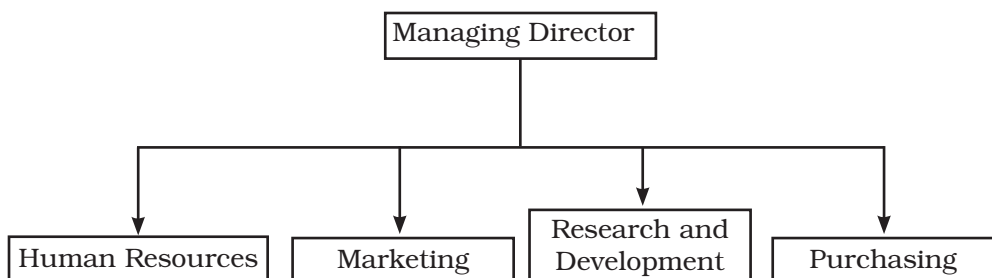 Managing Director
Human Resources
Marketing
Research and
Development
Purchasing